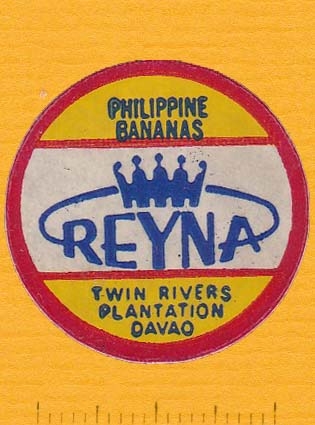 PHILIPPINE
BANANAS
REYNA
TWIN RIVERS
PLANTATION
DAVAO